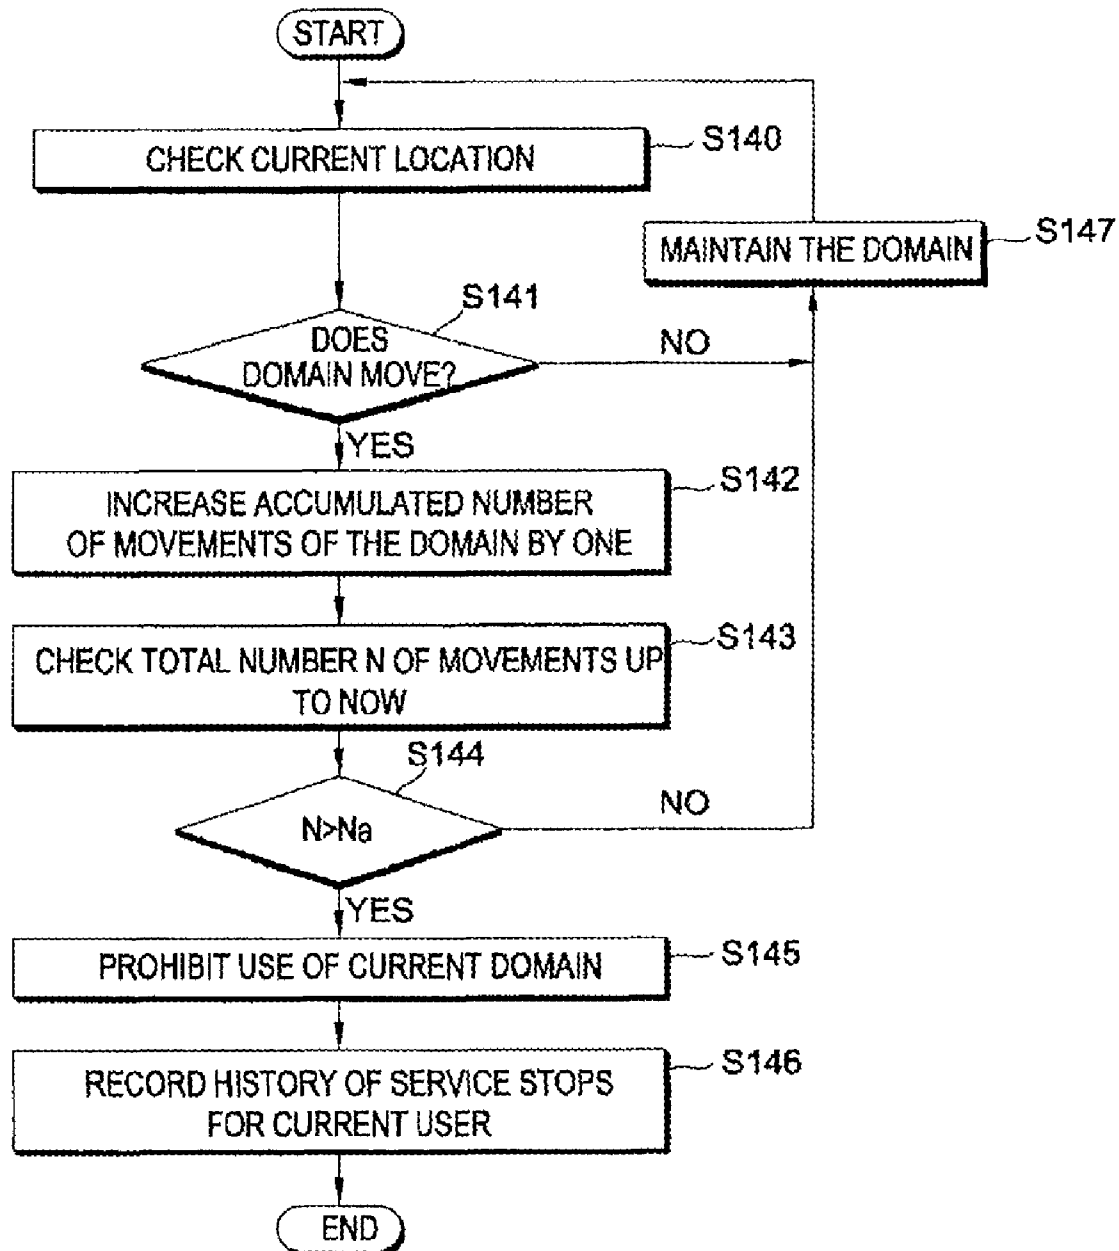 START
CHECK CURRENT LOCATION
S140
MAINTAIN THE DOMAIN
S147
S141
DOES
DOMAIN MOVE?
NO
YES
INCREASE ACCUMULATED NUMBER
OF MOVEMENTS OF THE DOMAIN BY ONE
S142
CHECK TOTAL NUMBER N OF MOVEMENTS UP
TO NOW
S143
S144
N>Na
NO
YES
PROHIBIT USE OF CURRENT DOMAIN
S145
RECORD HISTORY OF SERVICE STOPS
FOR CURRENT USER
S146
END